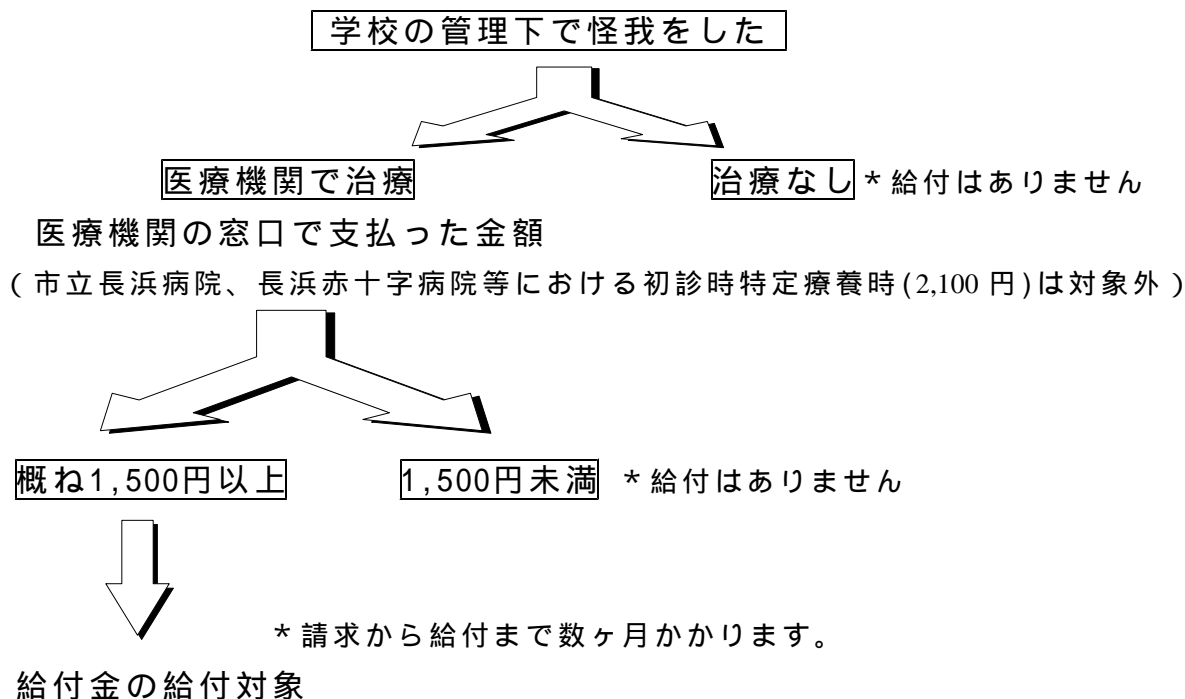 学校の管理下で怪我をした
医療機関で治療 治療なし *給付はありません
医療機関の窓口で支払った金額
(市立長浜病院、長浜赤十字病院等における初診時特定療養時(2,100 円)は対象外)
概ね1,500円以上 1,500円未満 *給付はありません
*請求から給付まで数ヶ月かかります。
給付金の給付対象